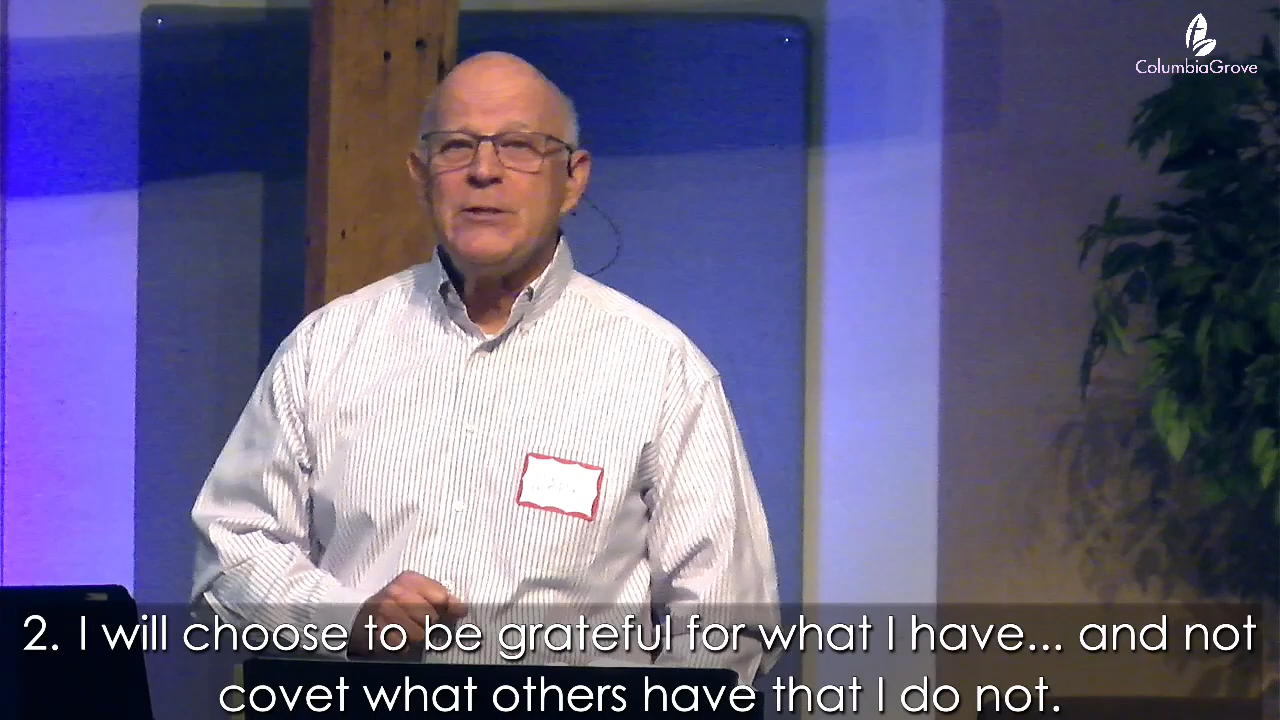 ColumbiaGrove
2. I will choose to be grateful for what I have... and not
covet what others have that I do not.